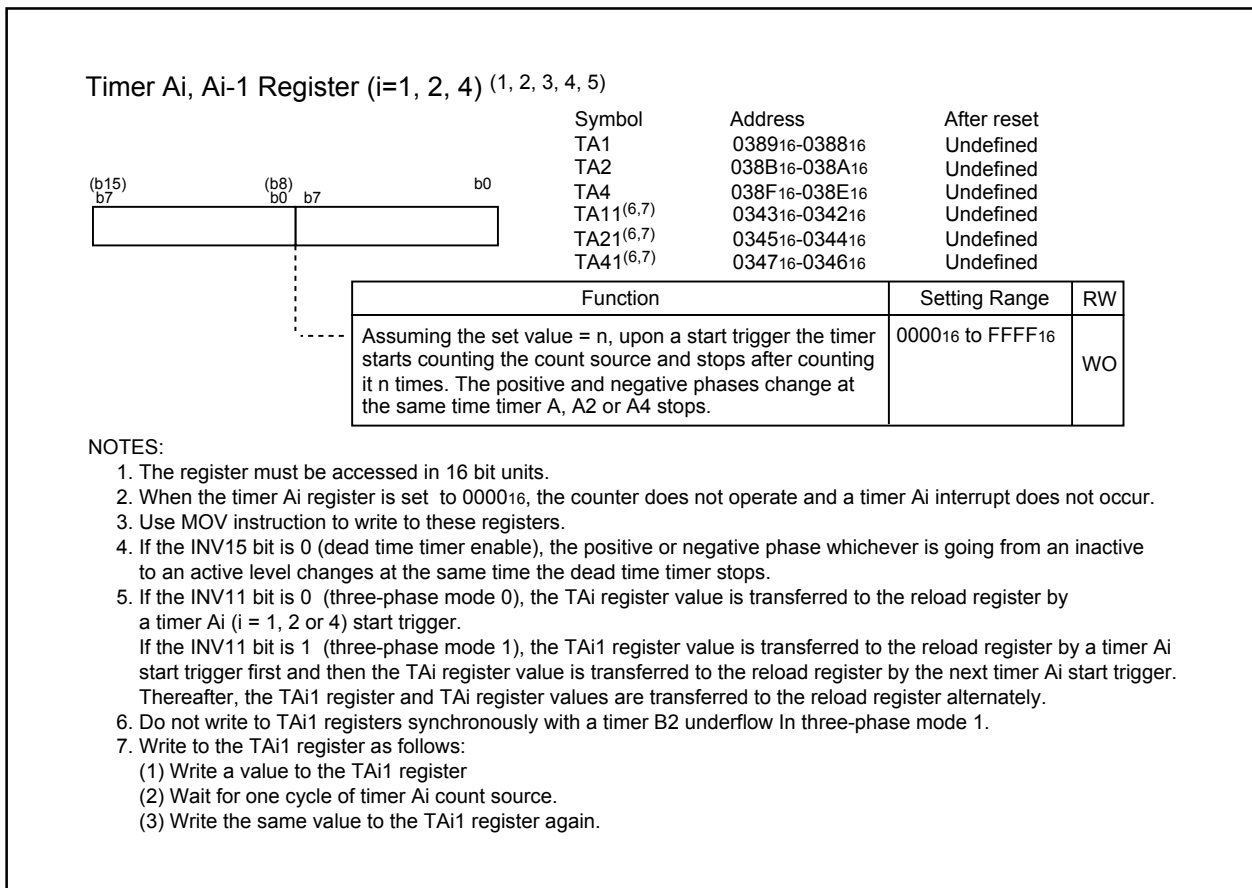 Timer Ai, Ai-1 Register (i=1, 2, 4) (1, 2, 3, 4, 5)
Symbol Address After reset
TA1 038916-038816 Undefined
TA2 038B16-038A16 Undefined
TA4 038F16-038E16 Undefined
TA11(6,7) 034316-034216 Undefined
TA21(6,7) 034516-034416 Undefined
TA41(6,7) 034716-034616 Undefined
(b15) (b8)
b7 b0 b7 b0
Function Setting Range RW
Assuming the set value = n, upon a start trigger the timer 000016 to FFFF16
starts counting the count source and stops after counting WO
it n times. The positive and negative phases change at
the same time timer A, A2 or A4 stops.
NOTES:
1. The register must be accessed in 16 bit units.
2. When the timer Ai register is set to 000016, the counter does not operate and a timer Ai interrupt does not occur.
3. Use MOV instruction to write to these registers.
4. If the INV15 bit is 0 (dead time timer enable), the positive or negative phase whichever is going from an inactive
to an active level changes at the same time the dead time timer stops.
5. If the INV11 bit is 0 (three-phase mode 0), the TAi register value is transferred to the reload register by
a timer Ai (i = 1, 2 or 4) start trigger.
If the INV11 bit is 1 (three-phase mode 1), the TAi1 register value is transferred to the reload register by a timer Ai
start trigger first and then the TAi register value is transferred to the reload register by the next timer Ai start trigger.
Thereafter, the TAi1 register and TAi register values are transferred to the reload register alternately.
6. Do not write to TAi1 registers synchronously with a timer B2 underflow In three-phase mode 1.
7. Write to the TAi1 register as follows:
(1) Write a value to the TAi1 register
(2) Wait for one cycle of timer Ai count source.
(3) Write the same value to the TAi1 register again.